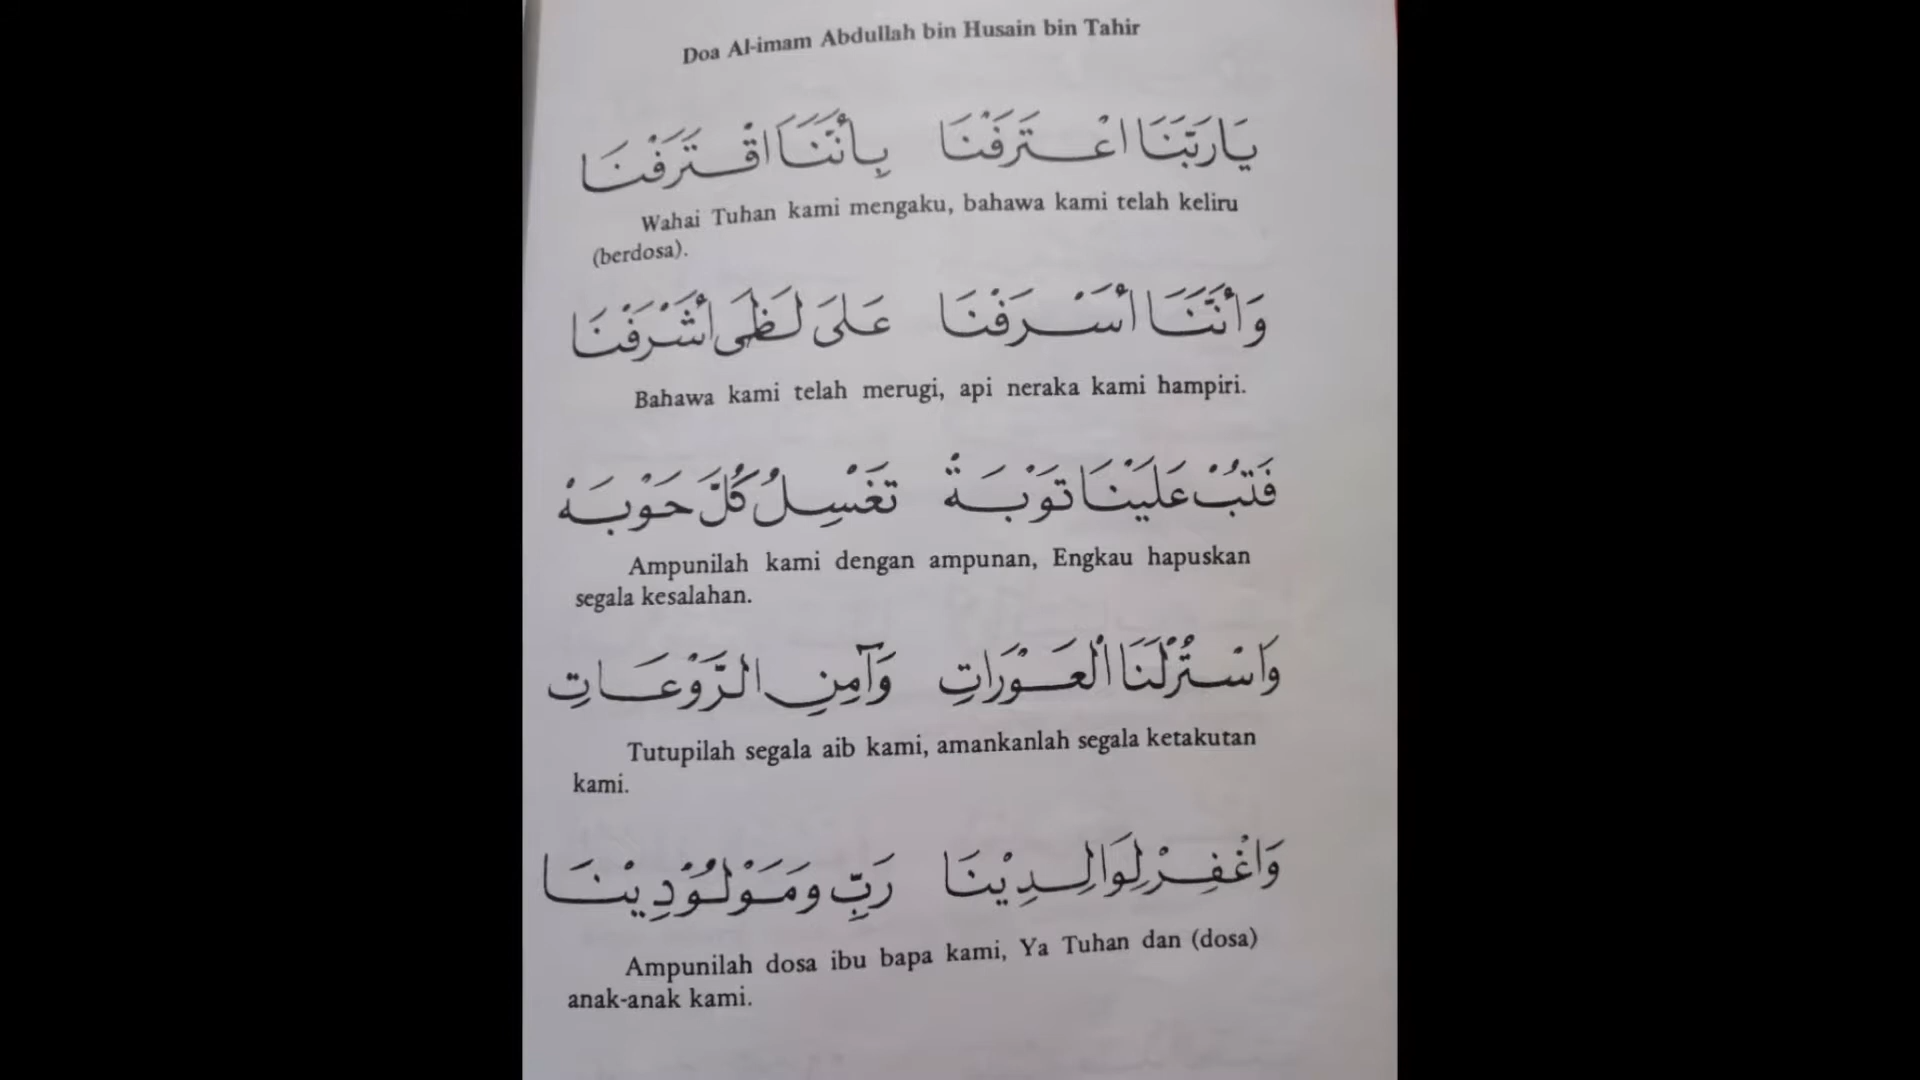 Doa Al-imam Abdullah bin Husain bin Tahir
يَارَبَّنَا اعْتَرَفْنَا بِأَنَّنَا اقْتَرَفْنَا
Wahai Tuhan kami mengaku, bahawa kami telah keliru
(berdosa).
وَأَنَّنَا أَسْرَفْنَا عَلَى لَظَى أَشْرَفْنَا
Bahawa kami telah merugi, api neraka kami hampiri.
فَتُبْ عَلَيْنَا تَوْبَةْ تَغْسِلُ كُلَّ حَوْبَةْ
Ampunilah kami dengan ampunan, Engkau hapuskan
segala kesalahan.
وَاسْتُرْلَنَا الْعَوْرَاتِ وَآمِنِ الرَّوْعَاتِ
Tutupilah segala aib kami, amankanlah segala ketakutan
kami.
وَاغْفِرْ لِوَالِدِيْنَا رَبِّ وَمَوْلُوْدِيْنَا
Ampunilah dosa ibu bapa kami, Ya Tuhan dan (dosa)
anak-anak kami.